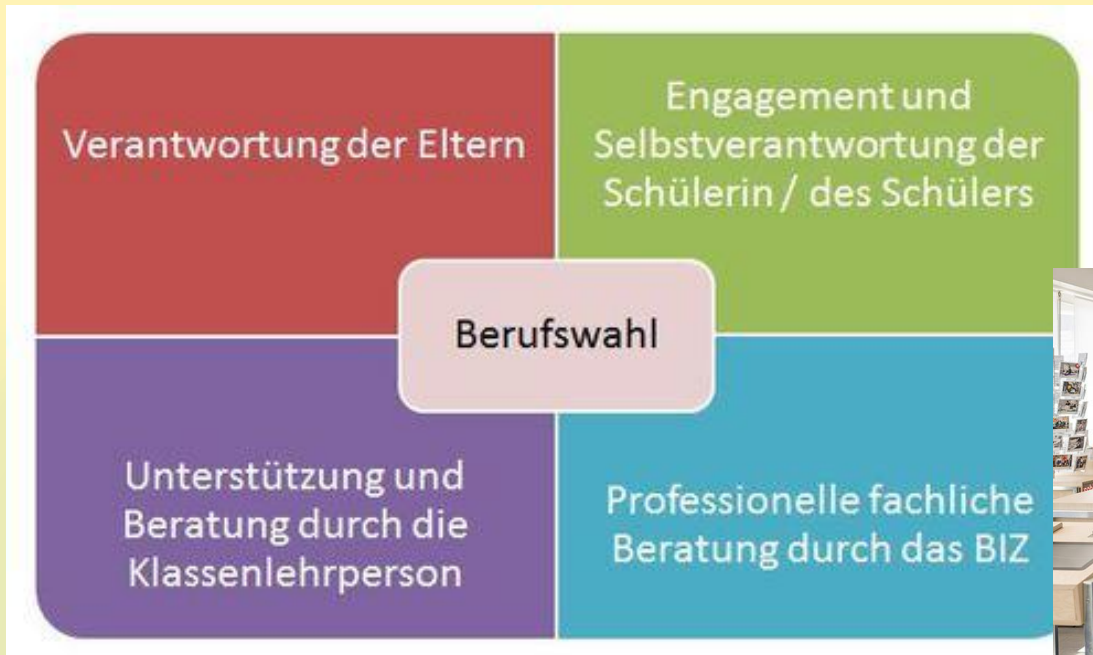 Verantwortung der Eltern
Engagement und
Selbstverantwortung der
Schülerin / des Schülers
Berufswahl
Unterstützung und
Beratung durch die
Klassenlehrperson
Professionelle fachliche
Beratung durch das BIZ